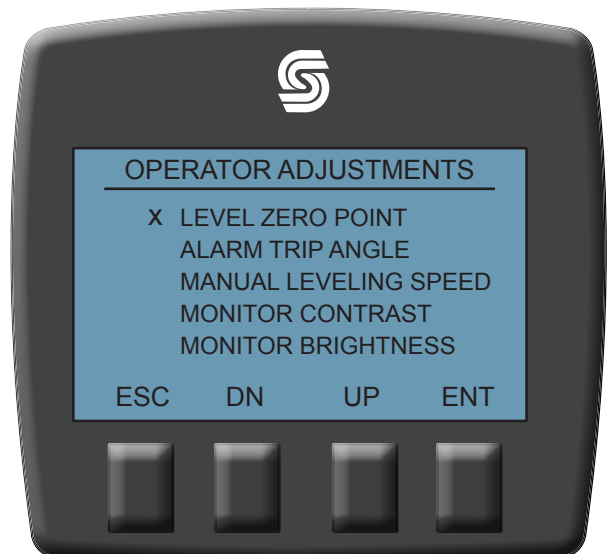 OPERATOR ADJUSTMENTS
X LEVEL ZERO POINT
ALARM TRIP ANGLE
MANUAL LEVELING SPEED
MONITOR CONTRAST
MONITOR BRIGHTNESS
ESC DN UP ENT